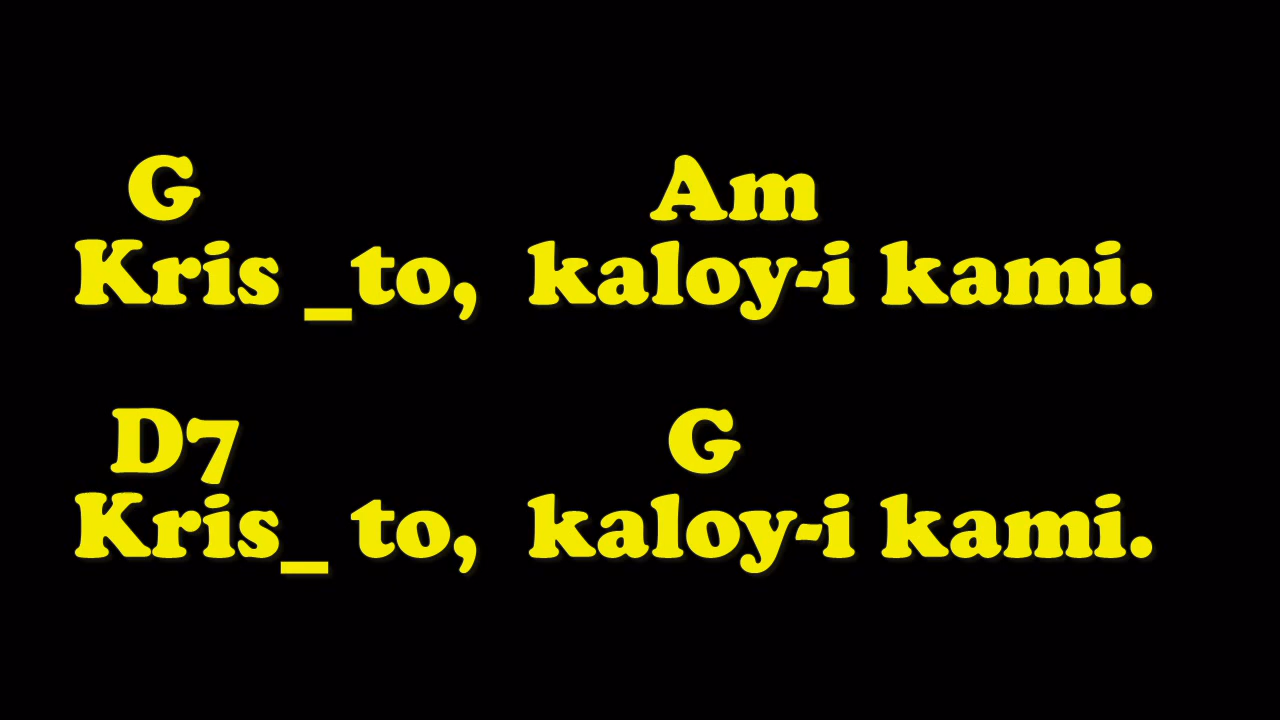 G Am
Kris _to, kaloy-i kami.
D7 G
Kris_ to, kaloy-i kami.